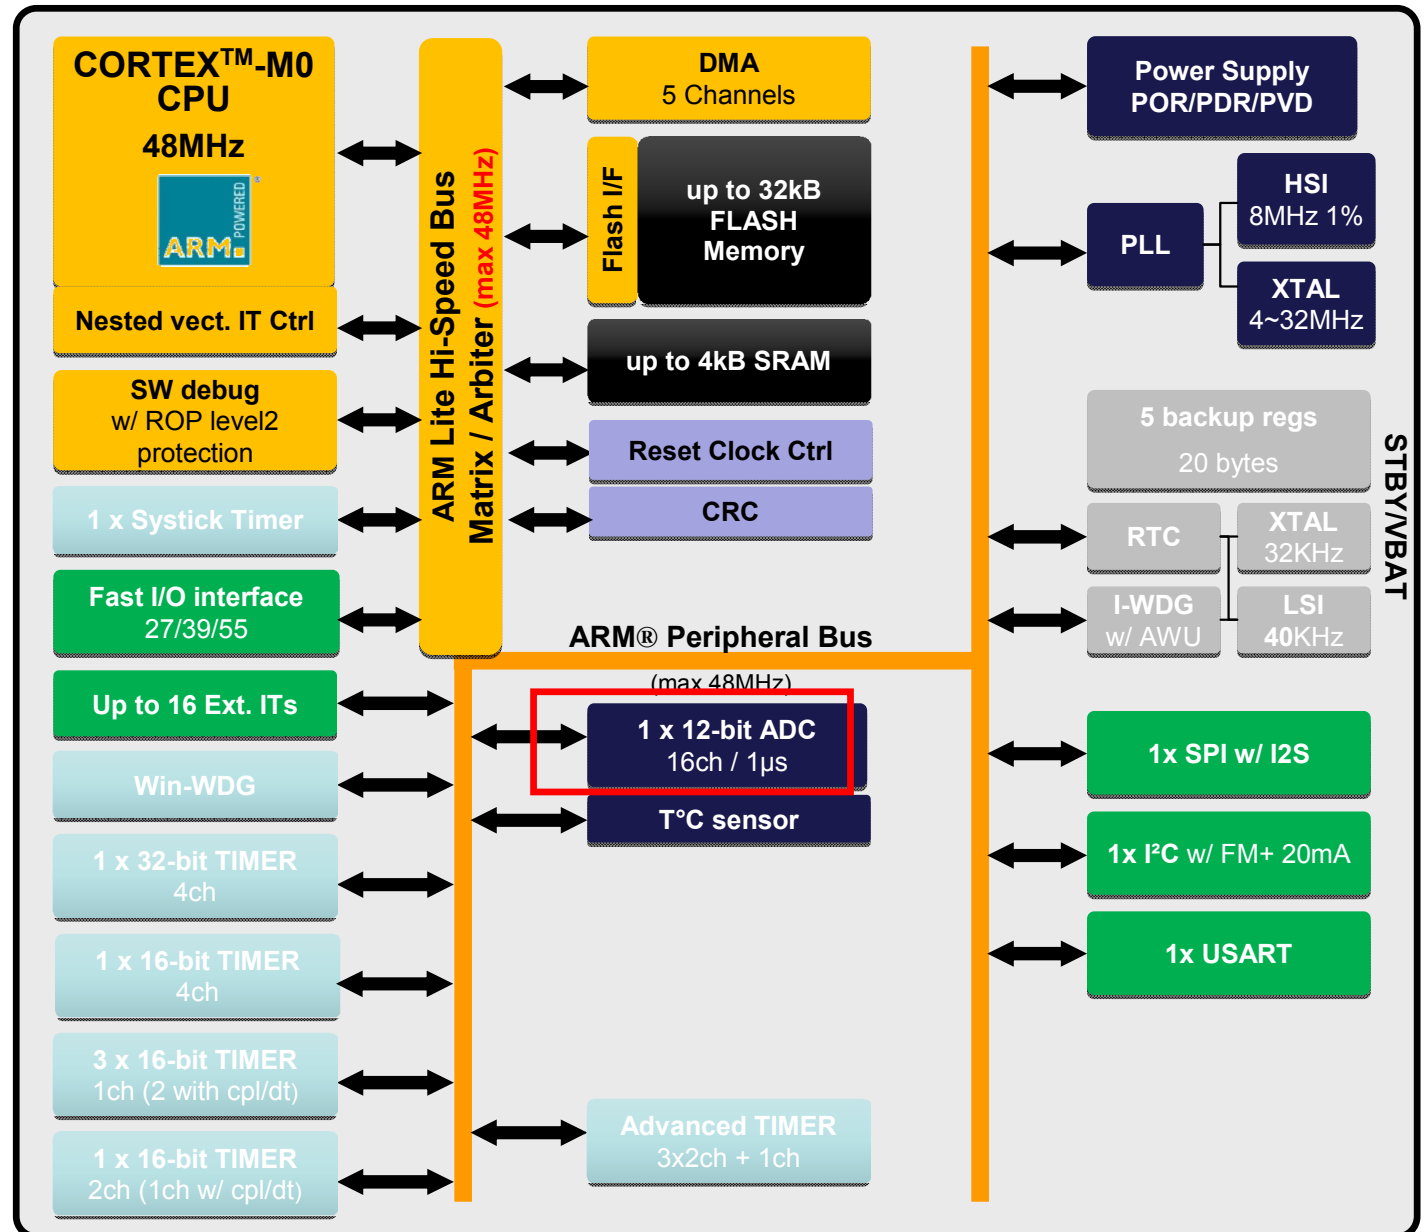 CORTEX™-M0
CPU
48MHz
ARM POWERED ®
Nested vect. IT Ctrl
SW debug
w/ ROP level2
protection
1 x Systick Timer
Fast I/O interface
27/39/55
Up to 16 Ext. ITs
Win-WDG
1 x 32-bit TIMER
4ch
1 x 16-bit TIMER
4ch
3 x 16-bit TIMER
1ch (2 with cpl/dt)
1 x 16-bit TIMER
2ch (1ch w/ cpl/dt)
ARM Lite Hi-Speed Bus
Matrix / Arbiter (max 48MHz)
DMA
5 Channels
Flash I/F
up to 32kB
FLASH
Memory
up to 4kB SRAM
Reset Clock Ctrl
CRC
ARM® Peripheral Bus
(max 48MHz)
1 x 12-bit ADC
16ch / 1µs
T°C sensor
Advanced TIMER
3x2ch + 1ch
Power Supply
POR/PDR/PVD
PLL
HSI
8MHz 1%
XTAL
4~32MHz
5 backup regs
20 bytes
RTC
XTAL
32KHz
I-WDG
w/ AWU
LSI
40KHz
STBY/VBAT
1x SPI w/ I2S
1x I²C w/ FM+ 20mA
1x USART